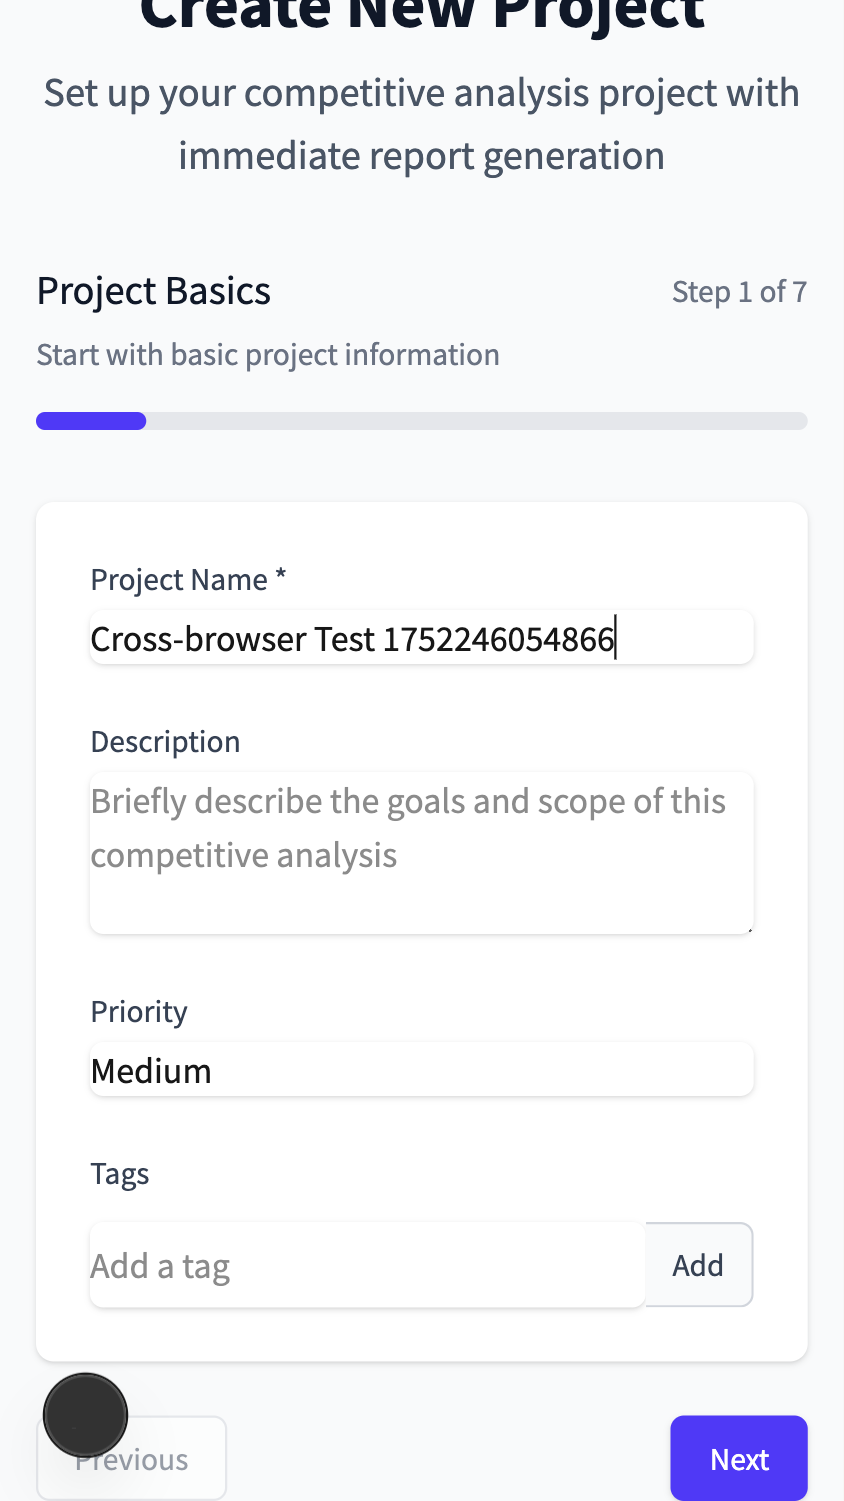 Create New Project
Set up your competitive analysis project with
immediate report generation
Project Basics
Step 1 of 7
Start with basic project information
Project Name *
Cross-browser Test 1752246054866
Description
Briefly describe the goals and scope of this
competitive analysis
Priority
Medium
Tags
Add a tag
Add
Previous
Next